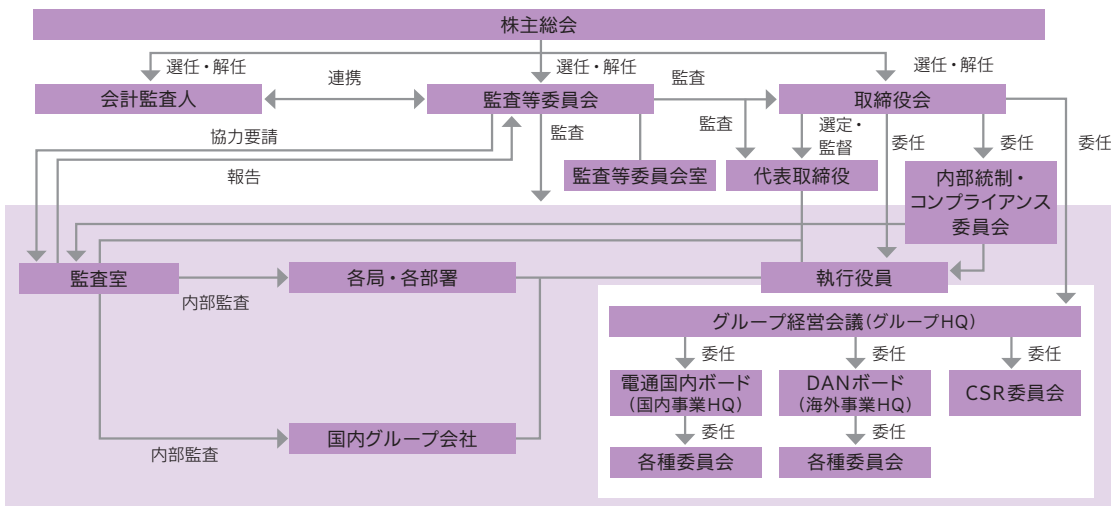 株主総会
選任・解任
選任・解任
選任・解任
会計監査人
連携
監査等委員会
監査
取締役会
協力要請
報告
監査
監査
選定・
監督
委任
委任
委任
監査等委員会室
代表取締役
内部統制・
コンプライアンス
委員会
監査室
内部監査
各局・各部署
執行役員
グループ経営会議(グループHQ)
委任
委任
委任
電通国内ボード
(国内事業HQ)
DANボード
(海外事業HQ)
CSR委員会
委任
委任
内部監査
国内グループ会社
各種委員会
各種委員会